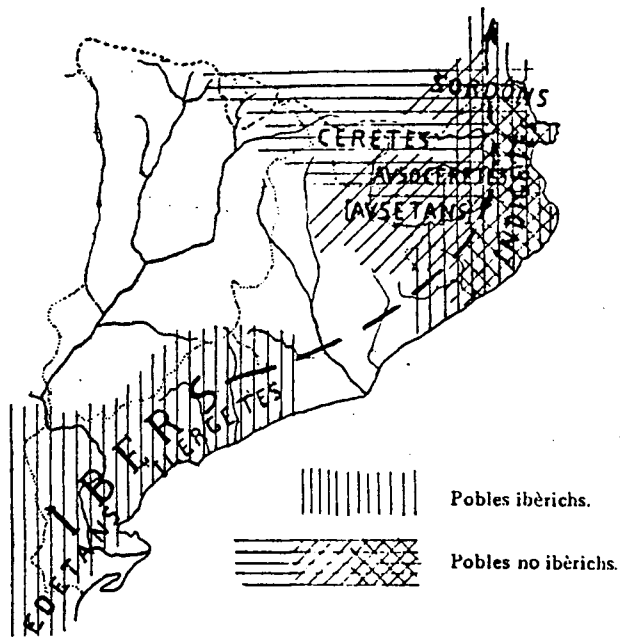 SORDONS
CERETES
AVSOCERETES
[AVSETANS]
INDIGETES
IBERS
ILERGETES
EDETANS
Pobles ibèrichs.
Pobles no ibèrichs.